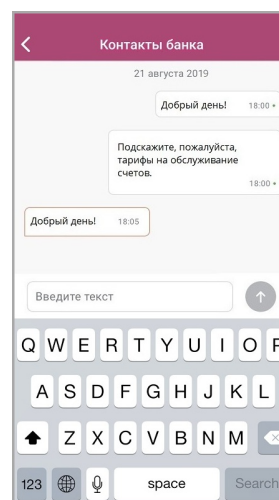 Контакты банка
21 августа 2019
Добрый день! 18:00
Подскажите, пожалуйста,
тарифы на обслуживание
счетов.
18:00
Добрый день! 18:05
Введите текст
Q W E R T Y U I O P
A S D F G H J K L
Z X C V B N M
123 space Search